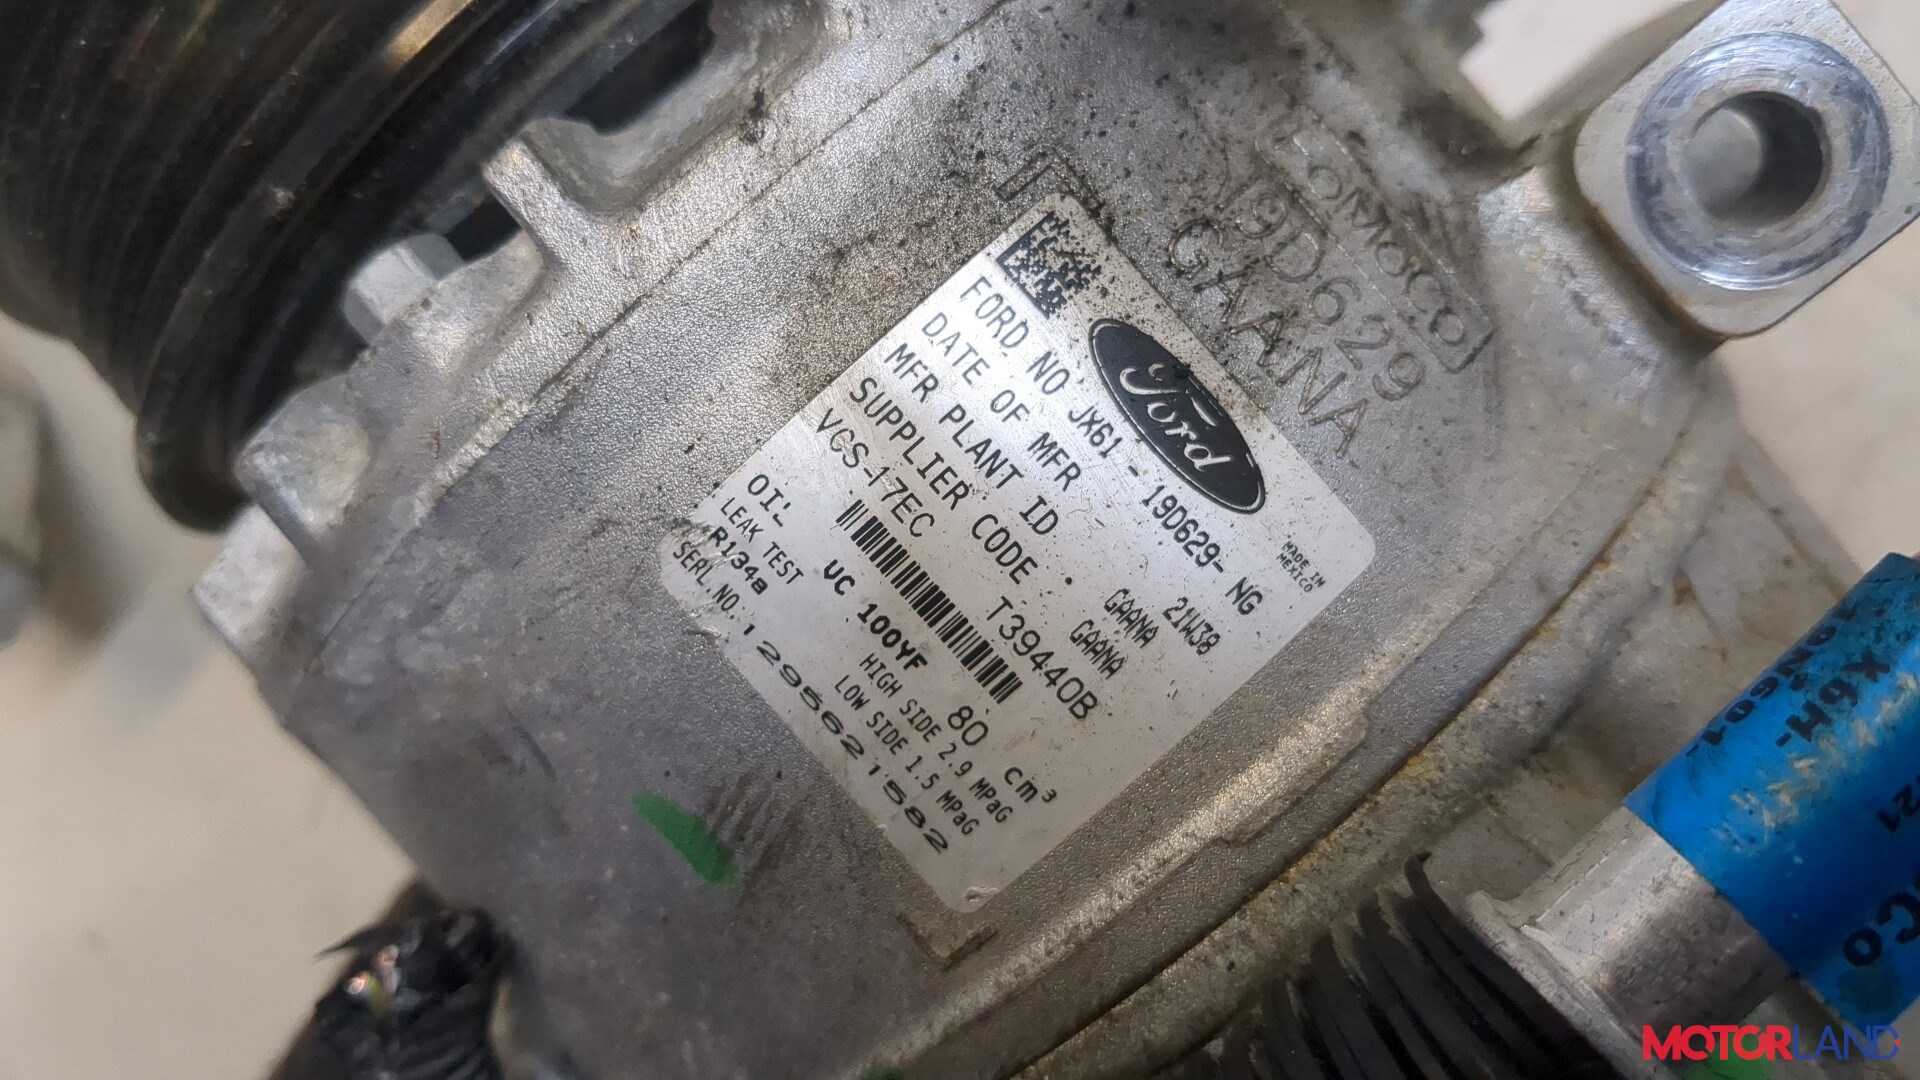 FoMoCo
19D629
GAANA
Ford
MADE IN
MEXICO
FORD NO JX61 - 19D629- NG
DATE OF MFR 21W38
MFR PLANT ID GAANA
SUPPLIER CODE . GAANA
VCS-17EC T39440B
OIL VC 100YF 80 cm³
LEAK TEST HIGH SIDE 2.9 MPaG
R134a LOW SIDE 1.5 MPaG
SERL.NO.: 1295621582
X6H-
MOTORLAND